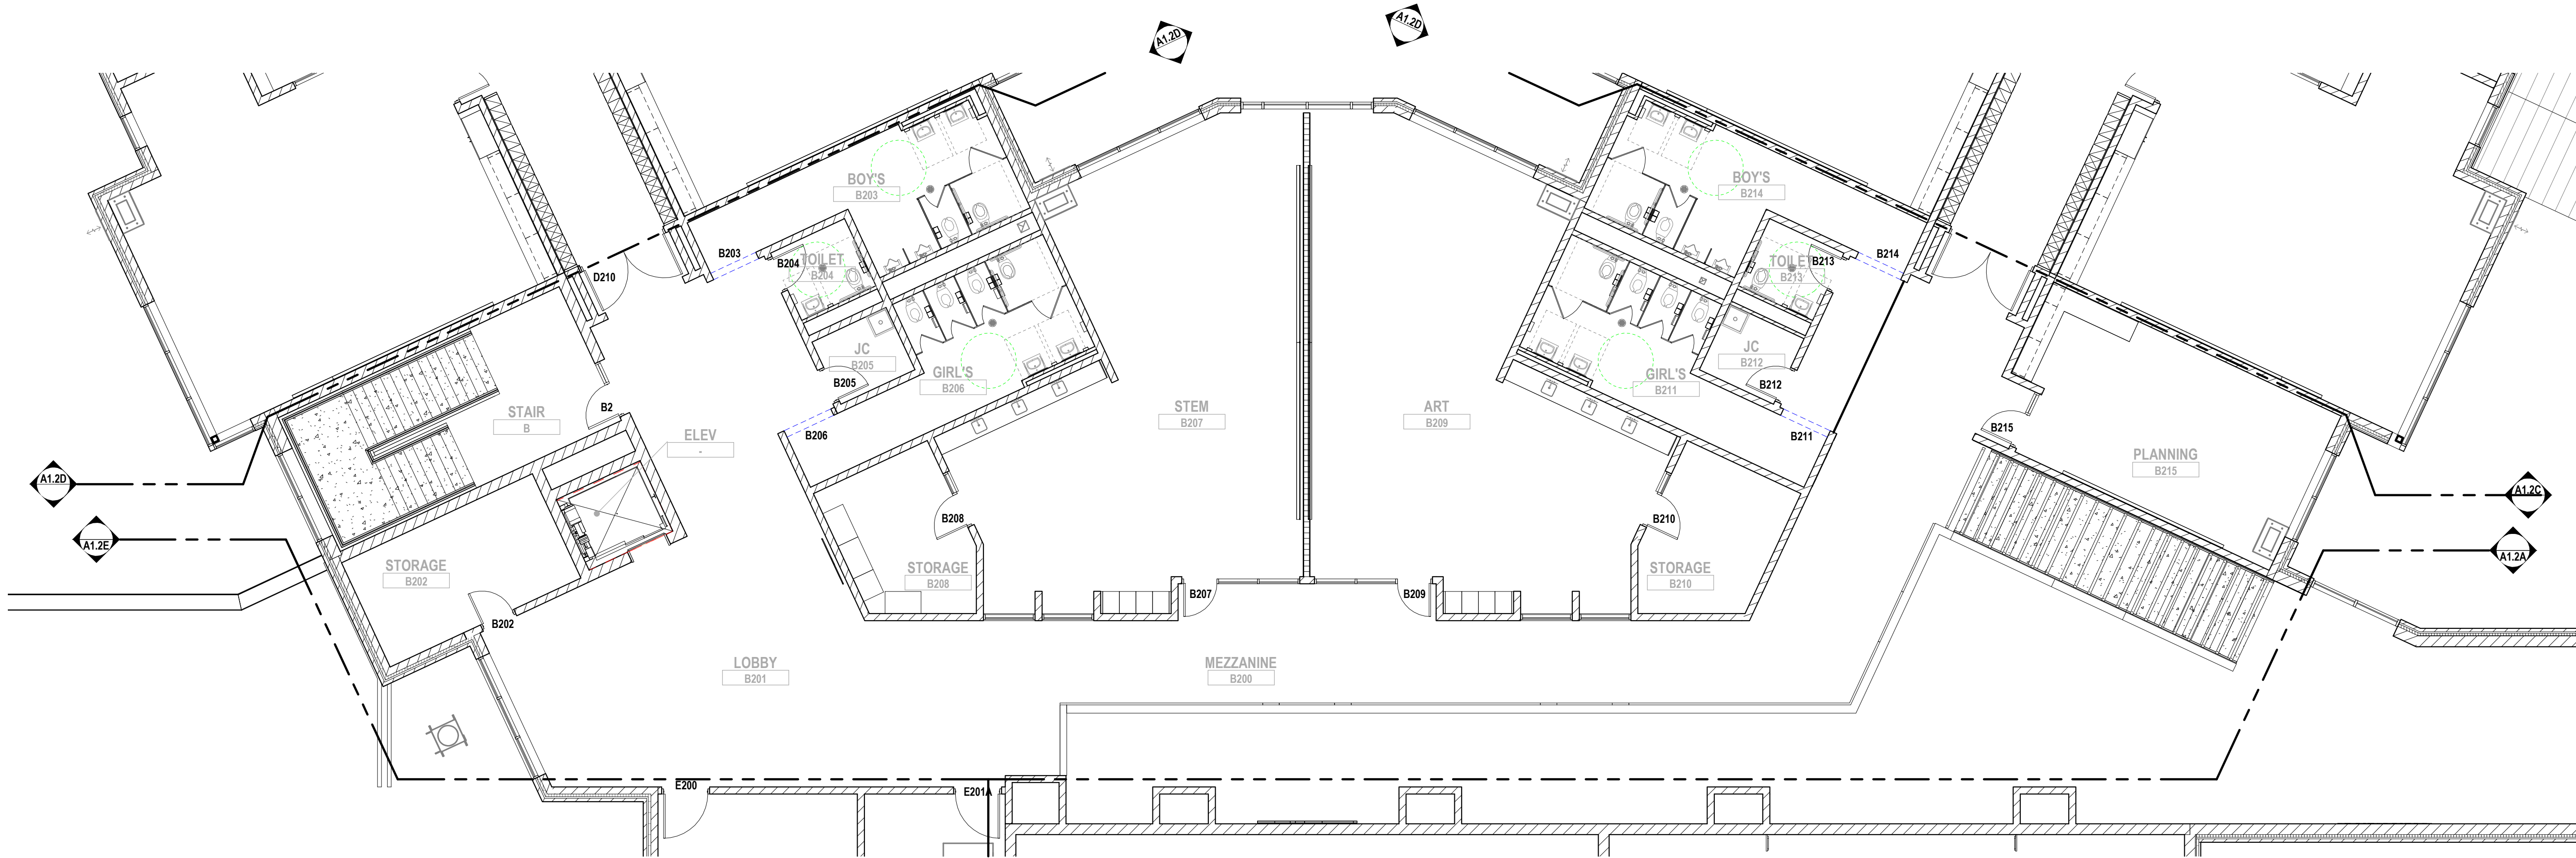 A1.2D
A1.2D
BOY'S
B203
BOY'S
B214
B203
B204
TOILET
B204
B214
B213
TOILET
B213
D210
JC
B205
B205
GIRL'S
B206
JC
B212
B212
GIRL'S
B211
STAIR
B
B2
ELEV
-
B206
STEM
B207
ART
B209
B211
B215
PLANNING
B215
A1.2D
A1.2C
A1.2E
A1.2A
B208
B210
STORAGE
B202
STORAGE
B208
STORAGE
B210
B207
B209
B202
LOBBY
B201
MEZZANINE
B200
E200
E201A